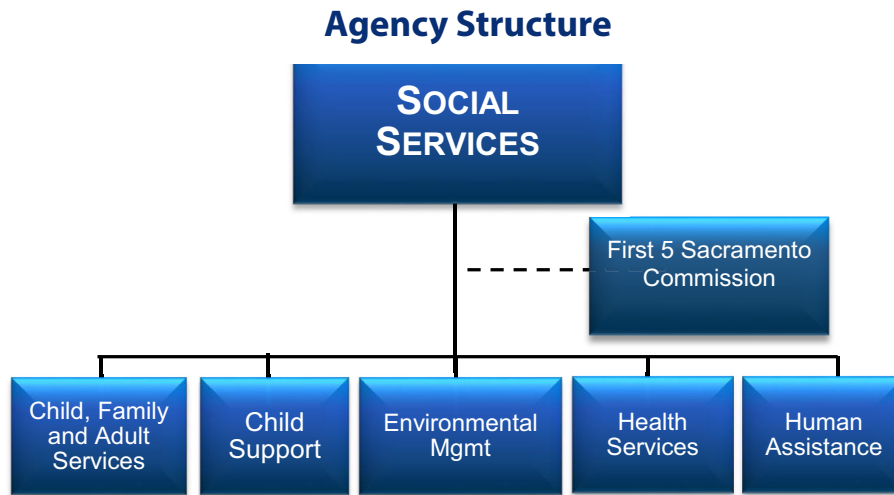 Agency Structure
SOCIAL
SERVICES
First 5 Sacramento
Commission
Child, Family
and Adult
Services
Child
Support
Environmental
Mgmt
Health
Services
Human
Assistance